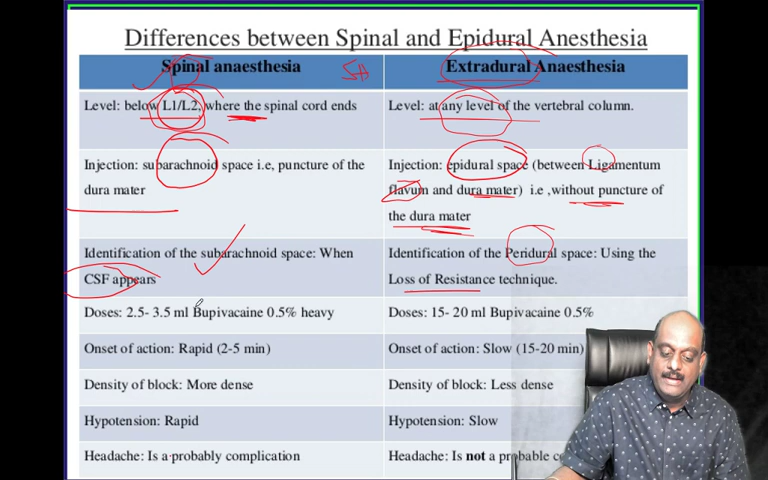 Differences between Spinal and Epidural Anesthesia
Spinal anaesthesia
SA
Extradural Anaesthesia
Level: below L1/L2, where the spinal cord ends
Level: at any level of the vertebral column.
Injection: subarachnoid space i.e, puncture of the
dura mater
Injection: epidural space (between Ligamentum
flavum and dura mater) i.e ,without puncture of
the dura mater
Identification of the subarachnoid space: When
CSF appears
Identification of the Peridural space: Using the
Loss of Resistance technique.
Doses: 2.5- 3.5 ml Bupivacaine 0.5% heavy
Doses: 15- 20 ml Bupivacaine 0.5%
Onset of action: Rapid (2-5 min)
Onset of action: Slow (15-20 min)
Density of block: More dense
Density of block: Less dense
Hypotension: Rapid
Hypotension: Slow
Headache: Is a probably complication
Headache: Is not a probable